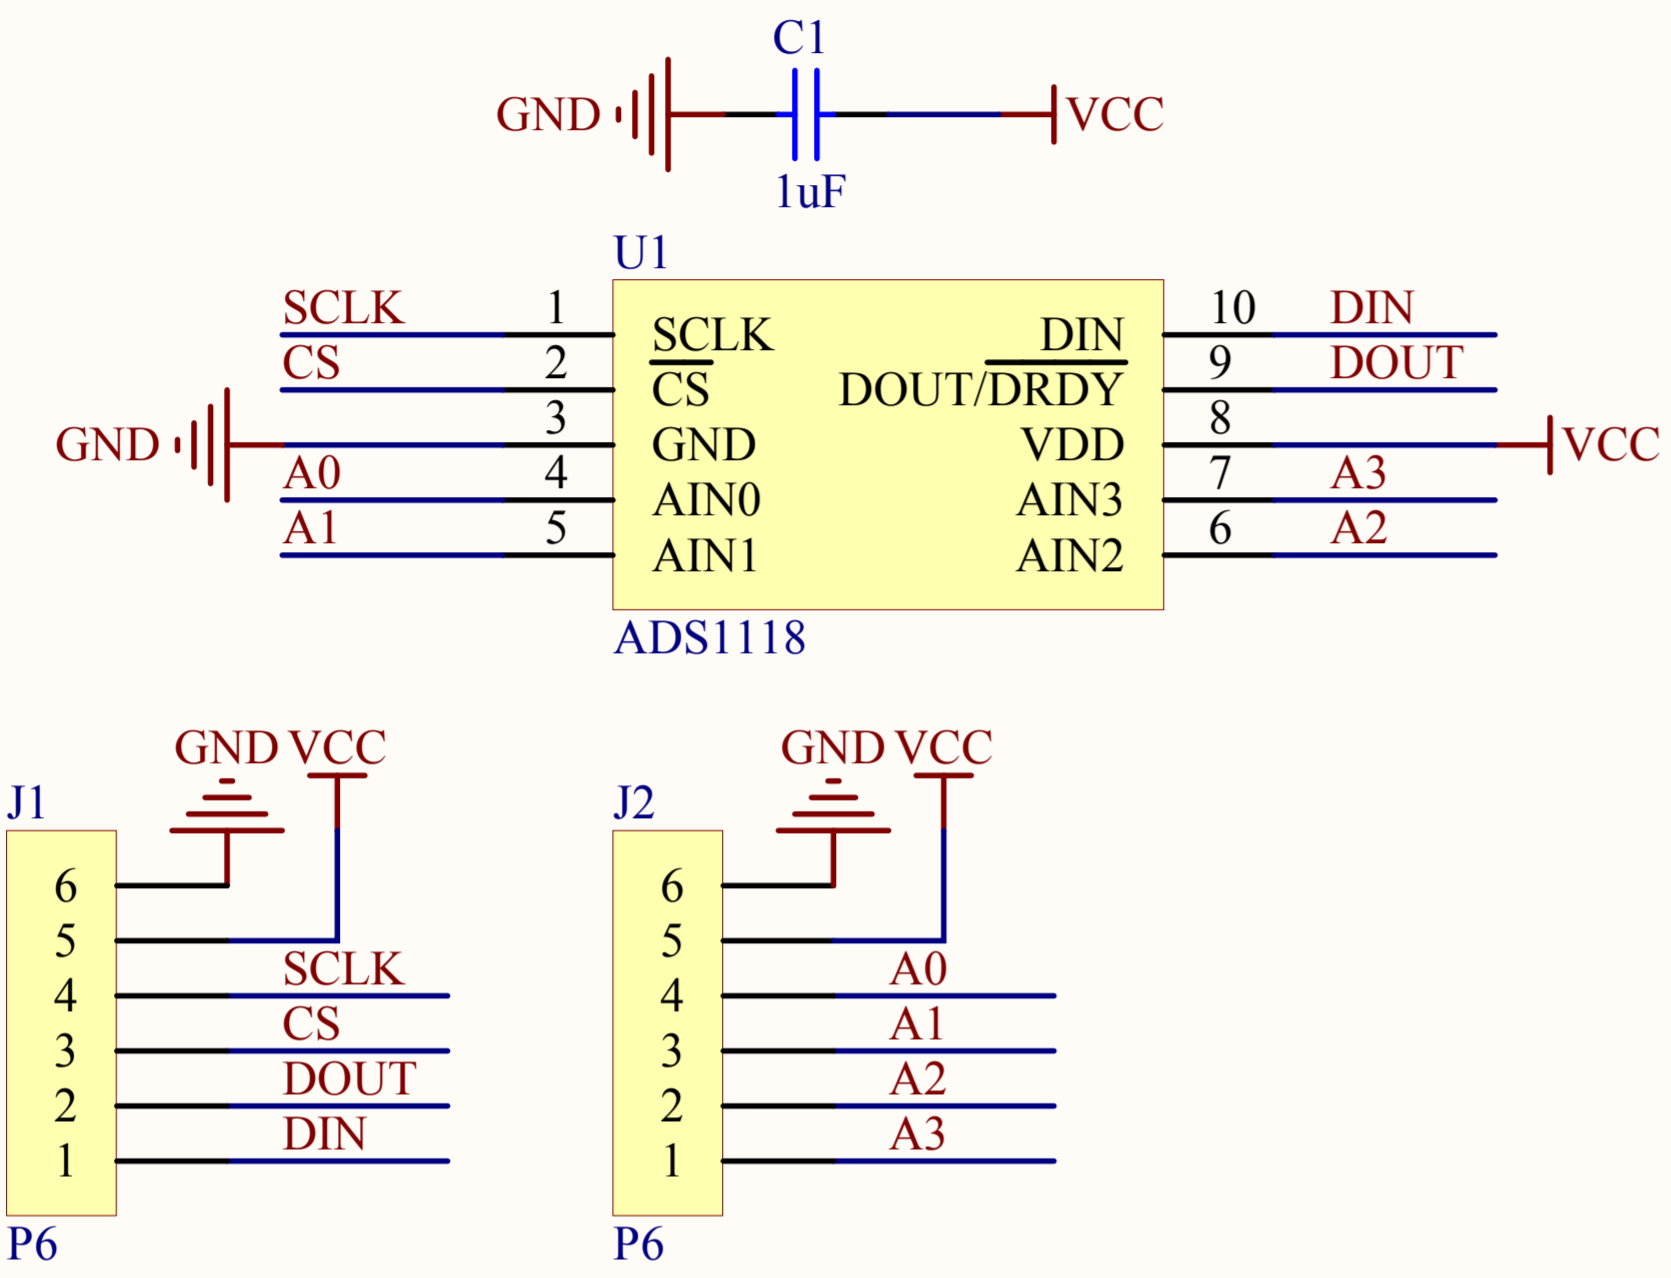 C1
GND VCC
1uF
U1
SCLK 1 SCLK DIN 10 DIN
CS 2 CS DOUT/DRDY 9 DOUT
GND 3 GND VDD 8 VCC
A0 4 AIN0 AIN3 7 A3
A1 5 AIN1 AIN2 6 A2
ADS1118
GND VCC
J1
6
5
SCLK
4
CS
3
DOUT
2
DIN
1
P6
GND VCC
J2
6
5
A0
4
A1
3
A2
2
A3
1
P6